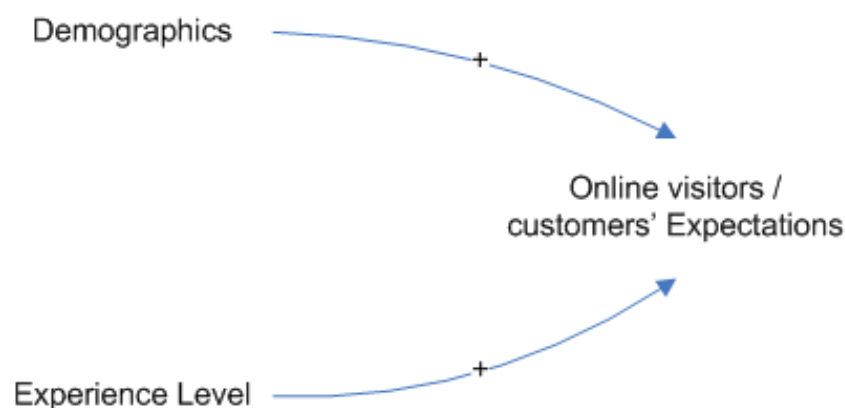 Demographics
+
Online visitors /
customers’ Expectations
+
Experience Level